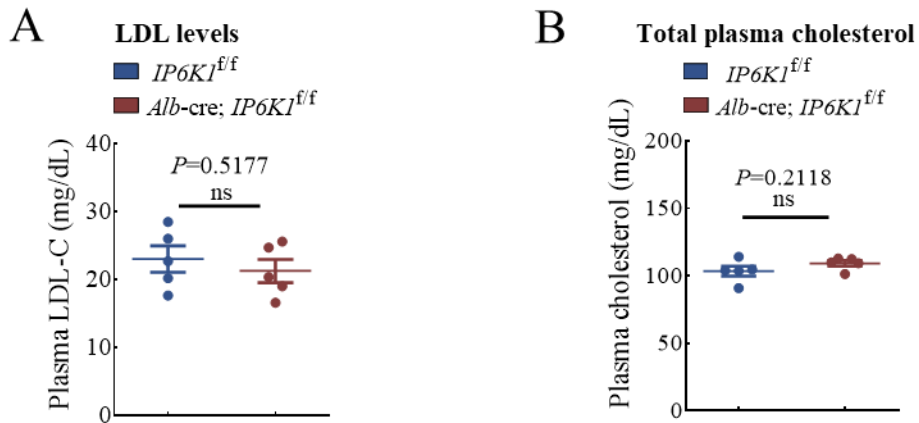 A
LDL levels
IP6K1f/f
Alb-cre; IP6K1f/f
Plasma LDL-C (mg/dL)
40
30
20
10
0
P=0.5177
ns
B
Total plasma cholesterol
IP6K1f/f
Alb-cre; IP6K1f/f
Plasma cholesterol (mg/dL)
200
150
100
50
0
P=0.2118
ns